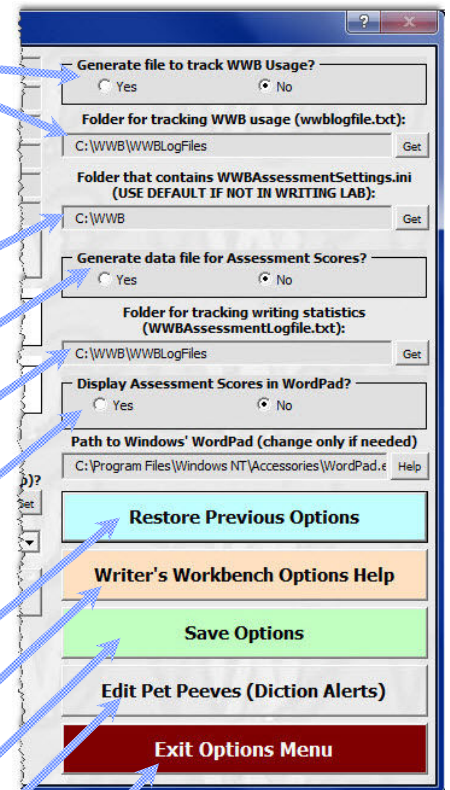 ?
Generate file to track WWB Usage?
Yes No
Folder for tracking WWB usage (wwblogfile.txt):
C:\WWB\WWBLogFiles Get
Folder that contains WWBAssessmentSettings.ini
(USE DEFAULT IF NOT IN WRITING LAB):
C:\WWB Get
Generate data file for Assessment Scores?
Yes No
Folder for tracking writing statistics
(WWBAssessmentLogfile.txt):
C:\WWB\WWBLogFiles Get
Display Assessment Scores in WordPad?
Yes No
Path to Windows' WordPad (change only if needed)
p)?
C:\Program Files\Windows NT\Accessories\WordPad.e Help
Restore Previous Options
Writer's Workbench Options Help
Save Options
Edit Pet Peeves (Diction Alerts)
Exit Options Menu